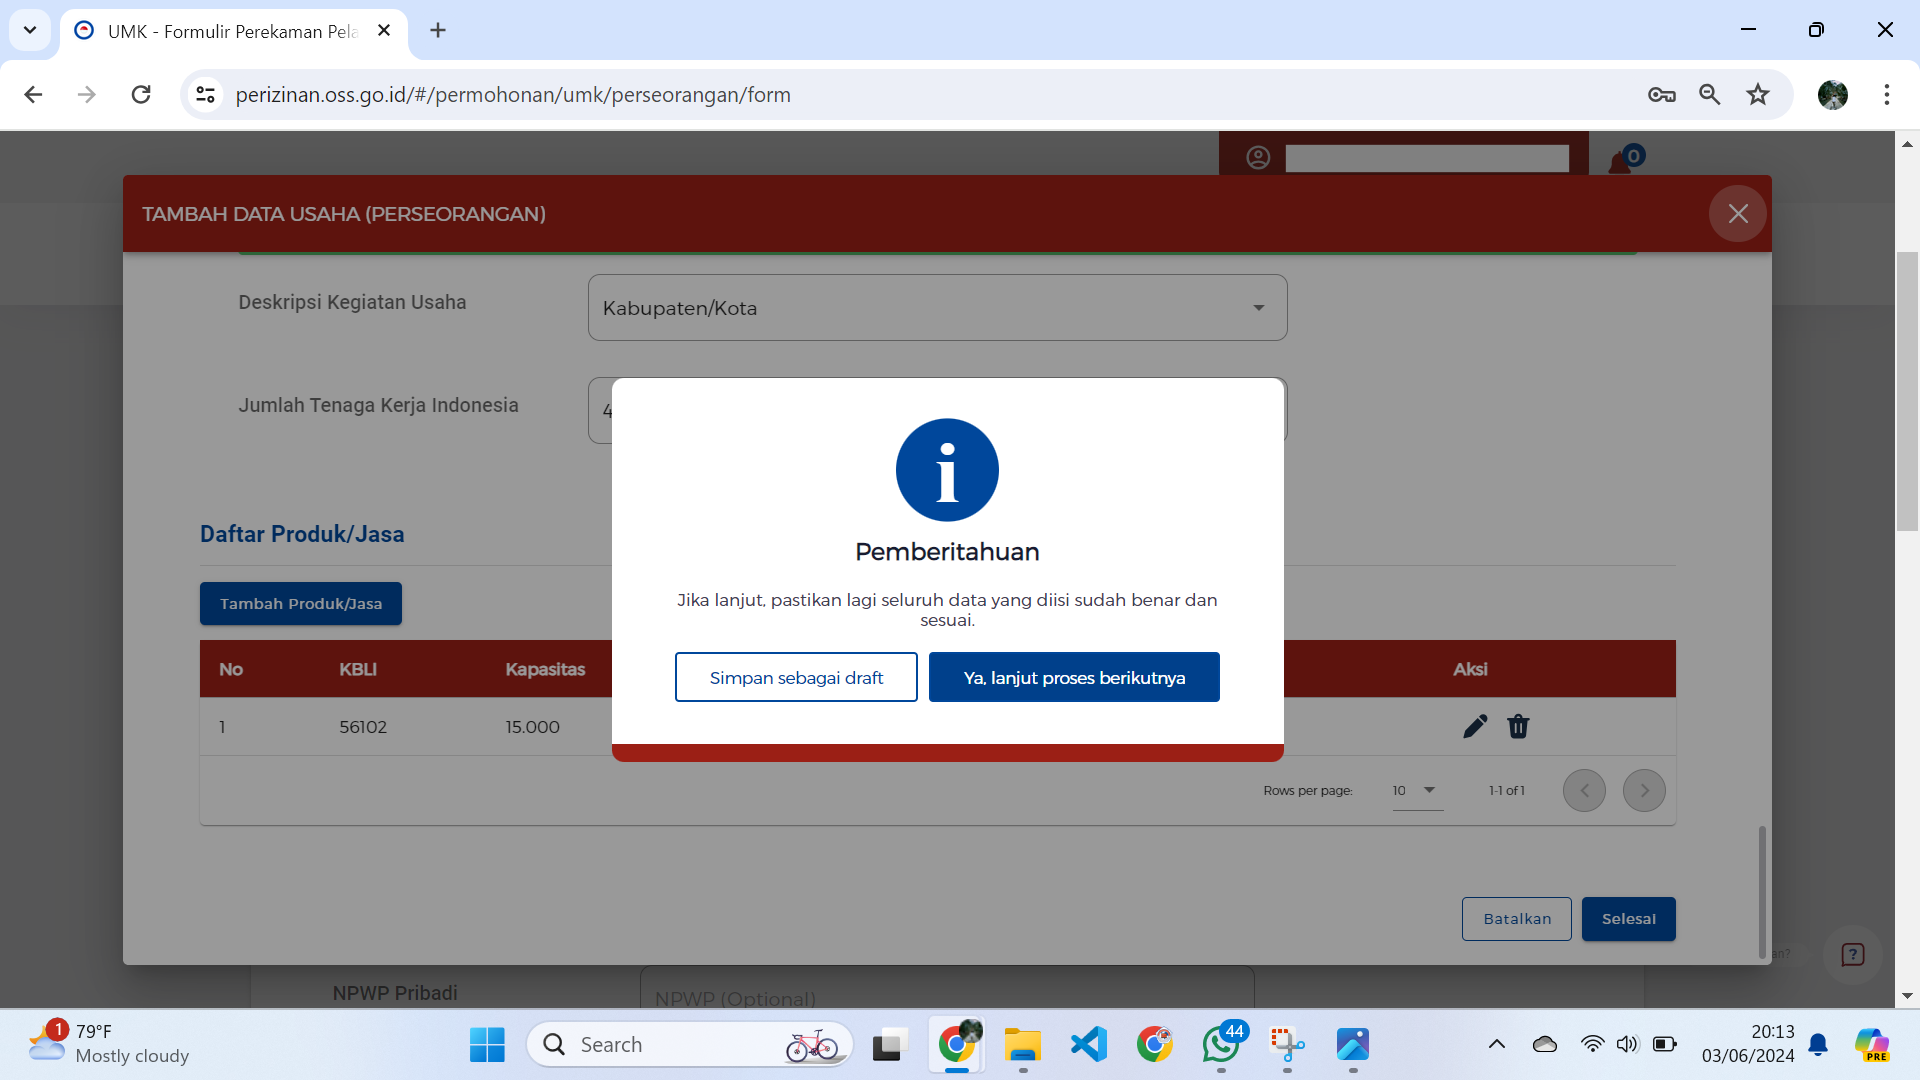 UMK - Formulir Perekaman Pela
perizinan.oss.go.id/#/permohonan/umk/perseorangan/form
0
TAMBAH DATA USAHA (PERSEORANGAN)
Deskripsi Kegiatan Usaha
Kabupaten/Kota
Jumlah Tenaga Kerja Indonesia
4
Pemberitahuan
Jika lanjut, pastikan lagi seluruh data yang diisi sudah benar dan
sesuai.
Simpan sebagai draft
Ya, lanjut proses berikutnya
Daftar Produk/Jasa
Tambah Produk/Jasa
No KBLI Kapasitas Aksi
1 56102 15.000
Rows per page: 10 1-1 of 1
Batalkan Selesai
an?
NPWP Pribadi
NPWP (Optional)
1
79°F
Mostly cloudy
Search
44
20:13
03/06/2024
PRE